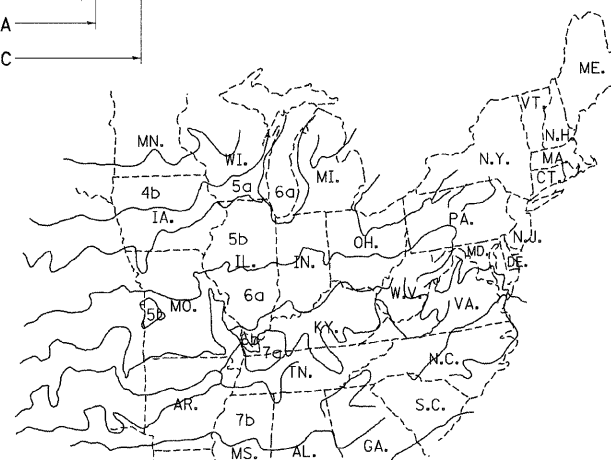 A
C
ME.
VT.
N.H.
MN.
WI.
MI.
N.Y.
MA.
CT.
4b
5a
6a
IA.
PA.
5b
OH.
N.J.
IL.
IN.
MD.
DE.
W.V.
6a
MO.
VA.
5b
KY.
6b
7a
N.C.
TN.
AR.
S.C.
7b
MS.
AL.
GA.